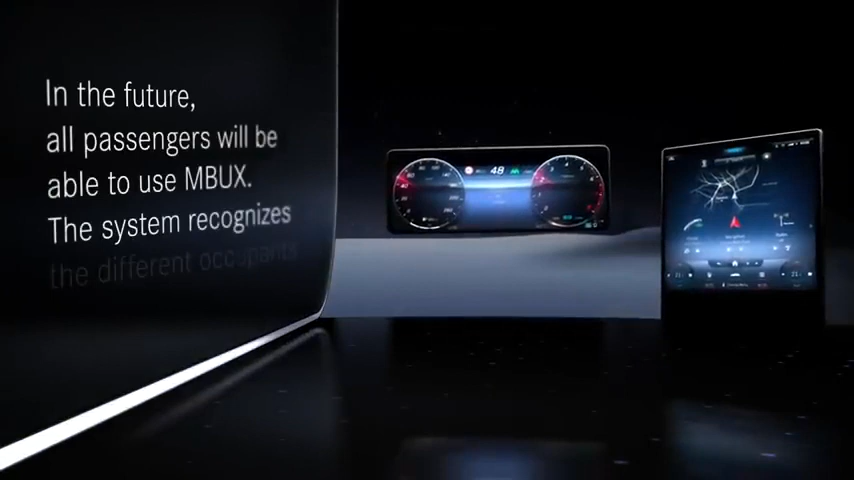 In the future,
all passengers will be
able to use MBUX.
The system recognizes
the different occupants
48